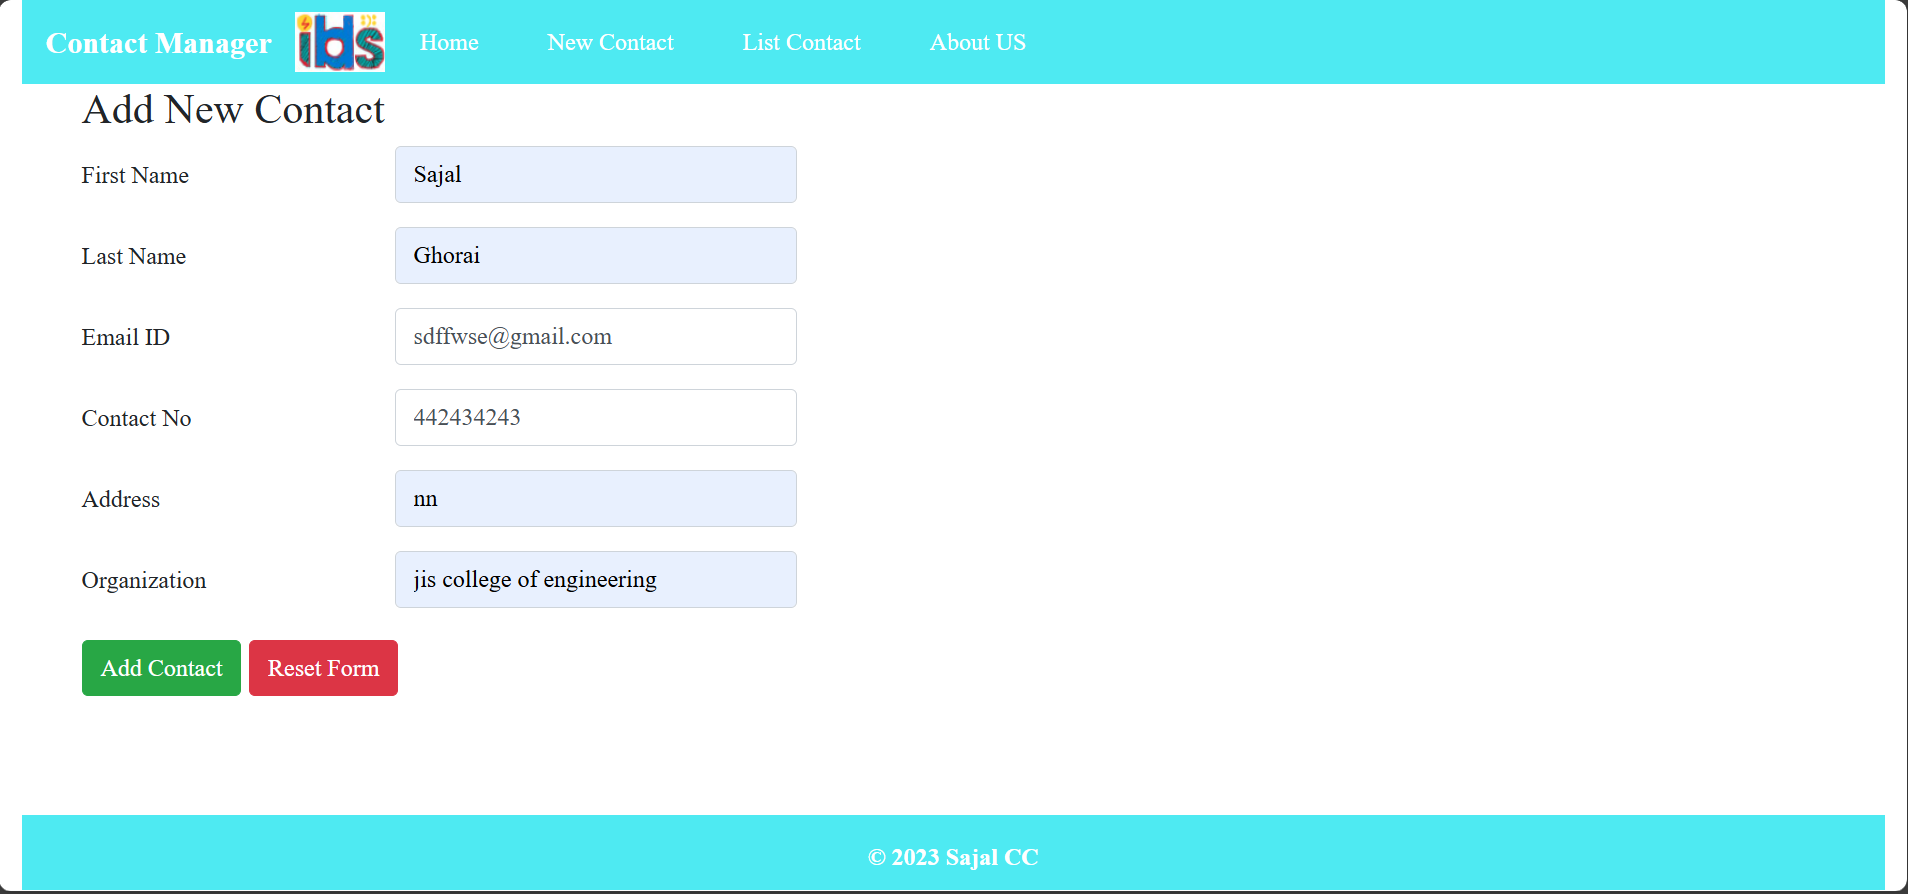 Contact Manager ibs Home New Contact List Contact About US
Add New Contact
First Name Sajal
Last Name Ghorai
Email ID sdffwse@gmail.com
Contact No 442434243
Address nn
Organization jis college of engineering
Add Contact Reset Form
© 2023 Sajal CC